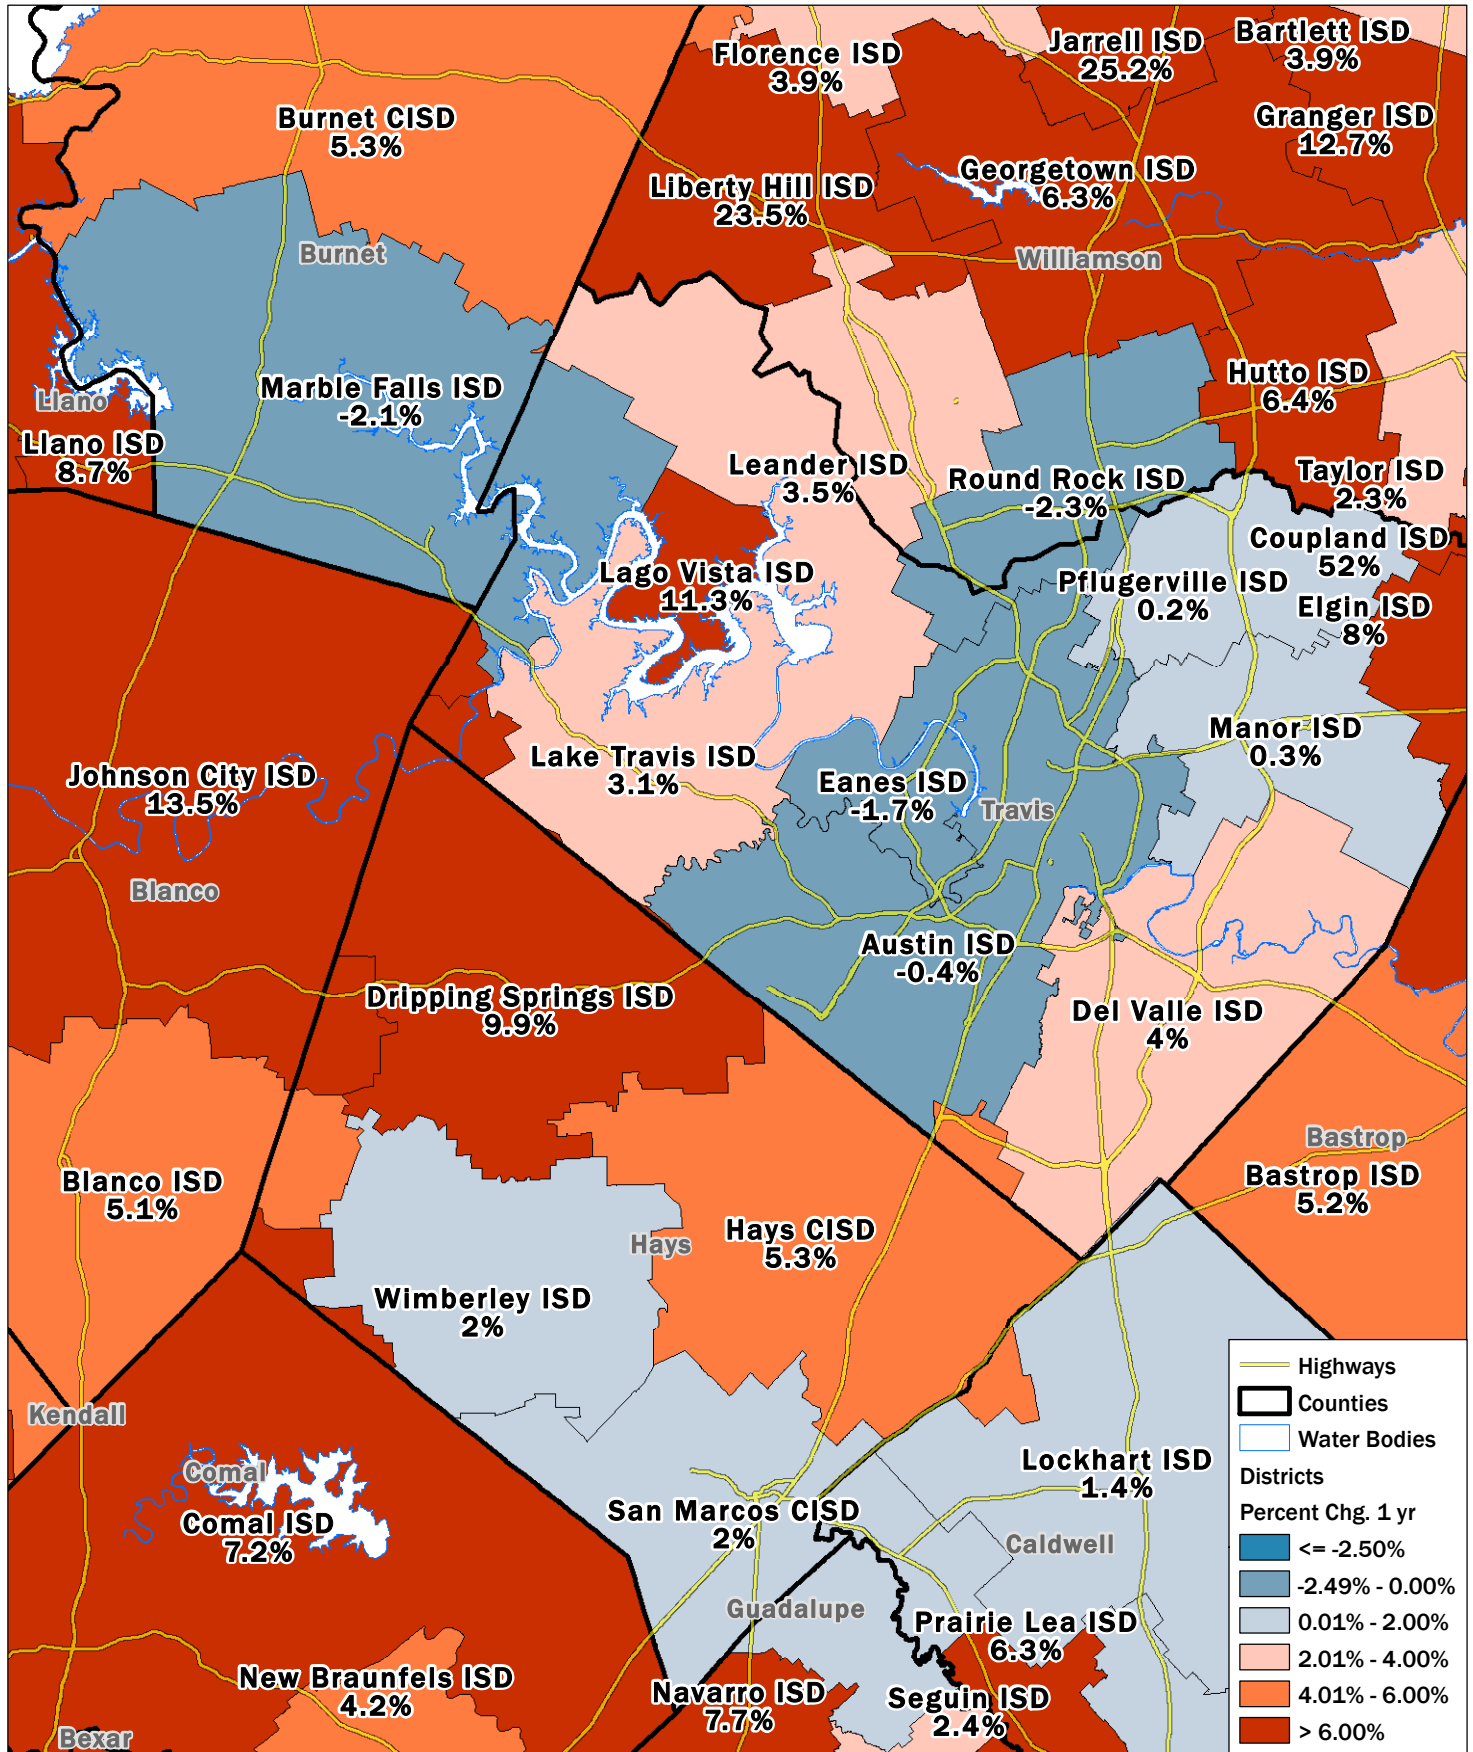 Florence ISD
3.9%
Jarrell ISD
25.2%
Bartlett ISD
3.9%
Burnet CISD
5.3%
Granger ISD
12.7%
Liberty Hill ISD
23.5%
Georgetown ISD
6.3%
Burnet
Williamson
Marble Falls ISD
-2.1%
Hutto ISD
6.4%
Llano
Llano ISD
8.7%
Leander ISD
3.5%
Round Rock ISD
-2.3%
Taylor ISD
2.3%
Coupland ISD
52%
Lago Vista ISD
11.3%
Pflugerville ISD
0.2%
Elgin ISD
8%
Manor ISD
0.3%
Lake Travis ISD
3.1%
Eanes ISD
-1.7%
Johnson City ISD
13.5%
Travis
Blanco
Austin ISD
-0.4%
Dripping Springs ISD
9.9%
Del Valle ISD
4%
Bastrop
Bastrop ISD
5.2%
Blanco ISD
5.1%
Hays
Hays CISD
5.3%
Wimberley ISD
2%
Kendall
Comal
Comal ISD
7.2%
Lockhart ISD
1.4%
San Marcos CISD
2%
Caldwell
Guadalupe
Prairie Lea ISD
6.3%
New Braunfels ISD
4.2%
Navarro ISD
7.7%
Seguin ISD
2.4%
Bexar
Highways
Counties
Water Bodies
Districts
Percent Chg. 1 yr
<= -2.50%
-2.49% - 0.00%
0.01% - 2.00%
2.01% - 4.00%
4.01% - 6.00%
> 6.00%